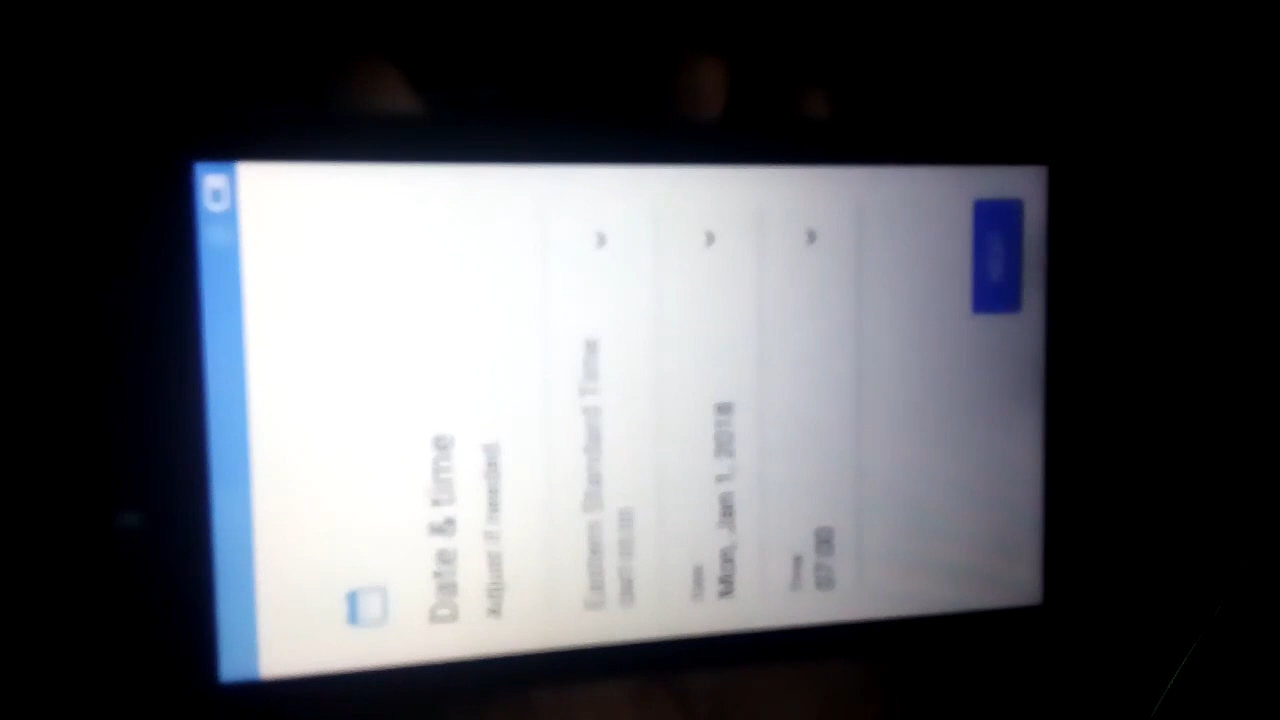 Date & time
Adjust if needed
Eastern Standard Time
Date
Mon, Jan 1, 2018
Time
07:00